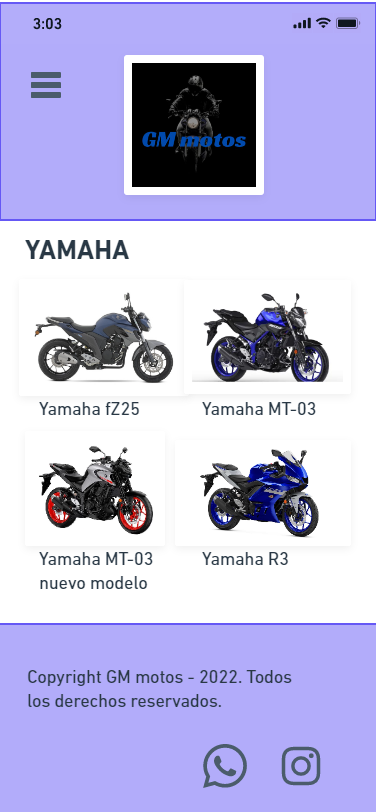 3:03
GM motos
YAMAHA
Yamaha fZ25
Yamaha MT-03
Yamaha MT-03
nuevo modelo
Yamaha R3
Copyright GM motos - 2022. Todos
los derechos reservados.